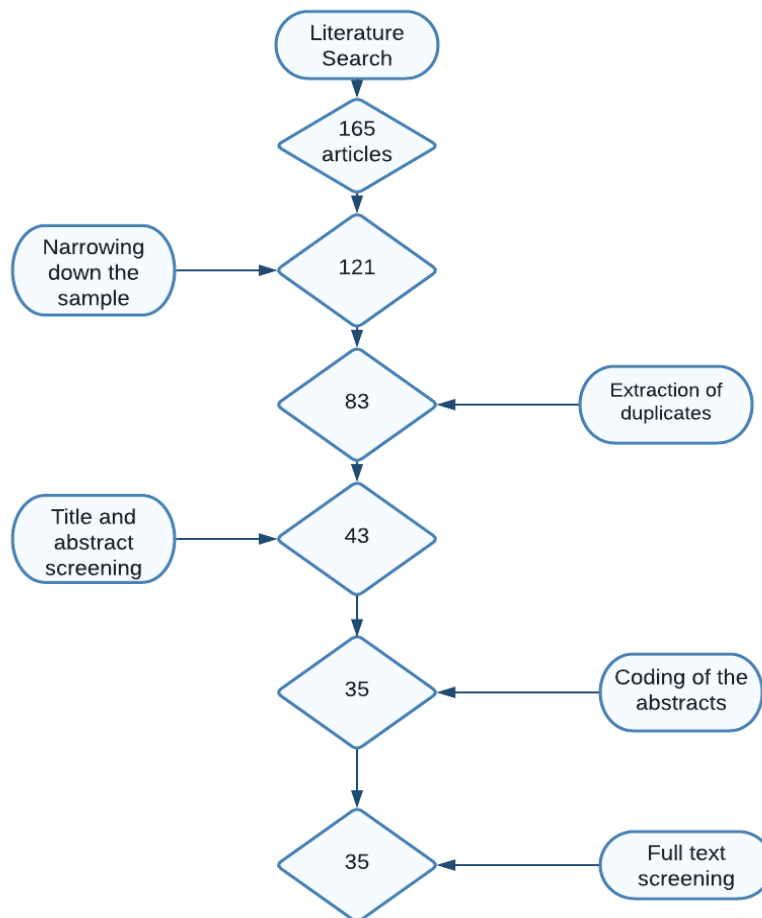 Literature
Search
165
articles
Narrowing
down the
sample
121
83
Extraction of
duplicates
Title and
abstract
screening
43
35
Coding of the
abstracts
35
Full text
screening